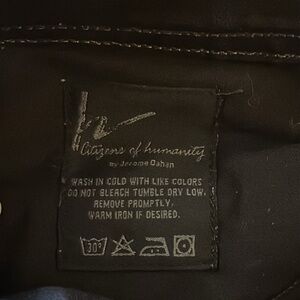 Citizens of humanity
by Jerome Dahan
WASH IN COLD WITH LIKE COLORS
DO NOT BLEACH TUMBLE DRY LOW.
REMOVE PROMPTLY.
WARM IRON IF DESIRED.
30°